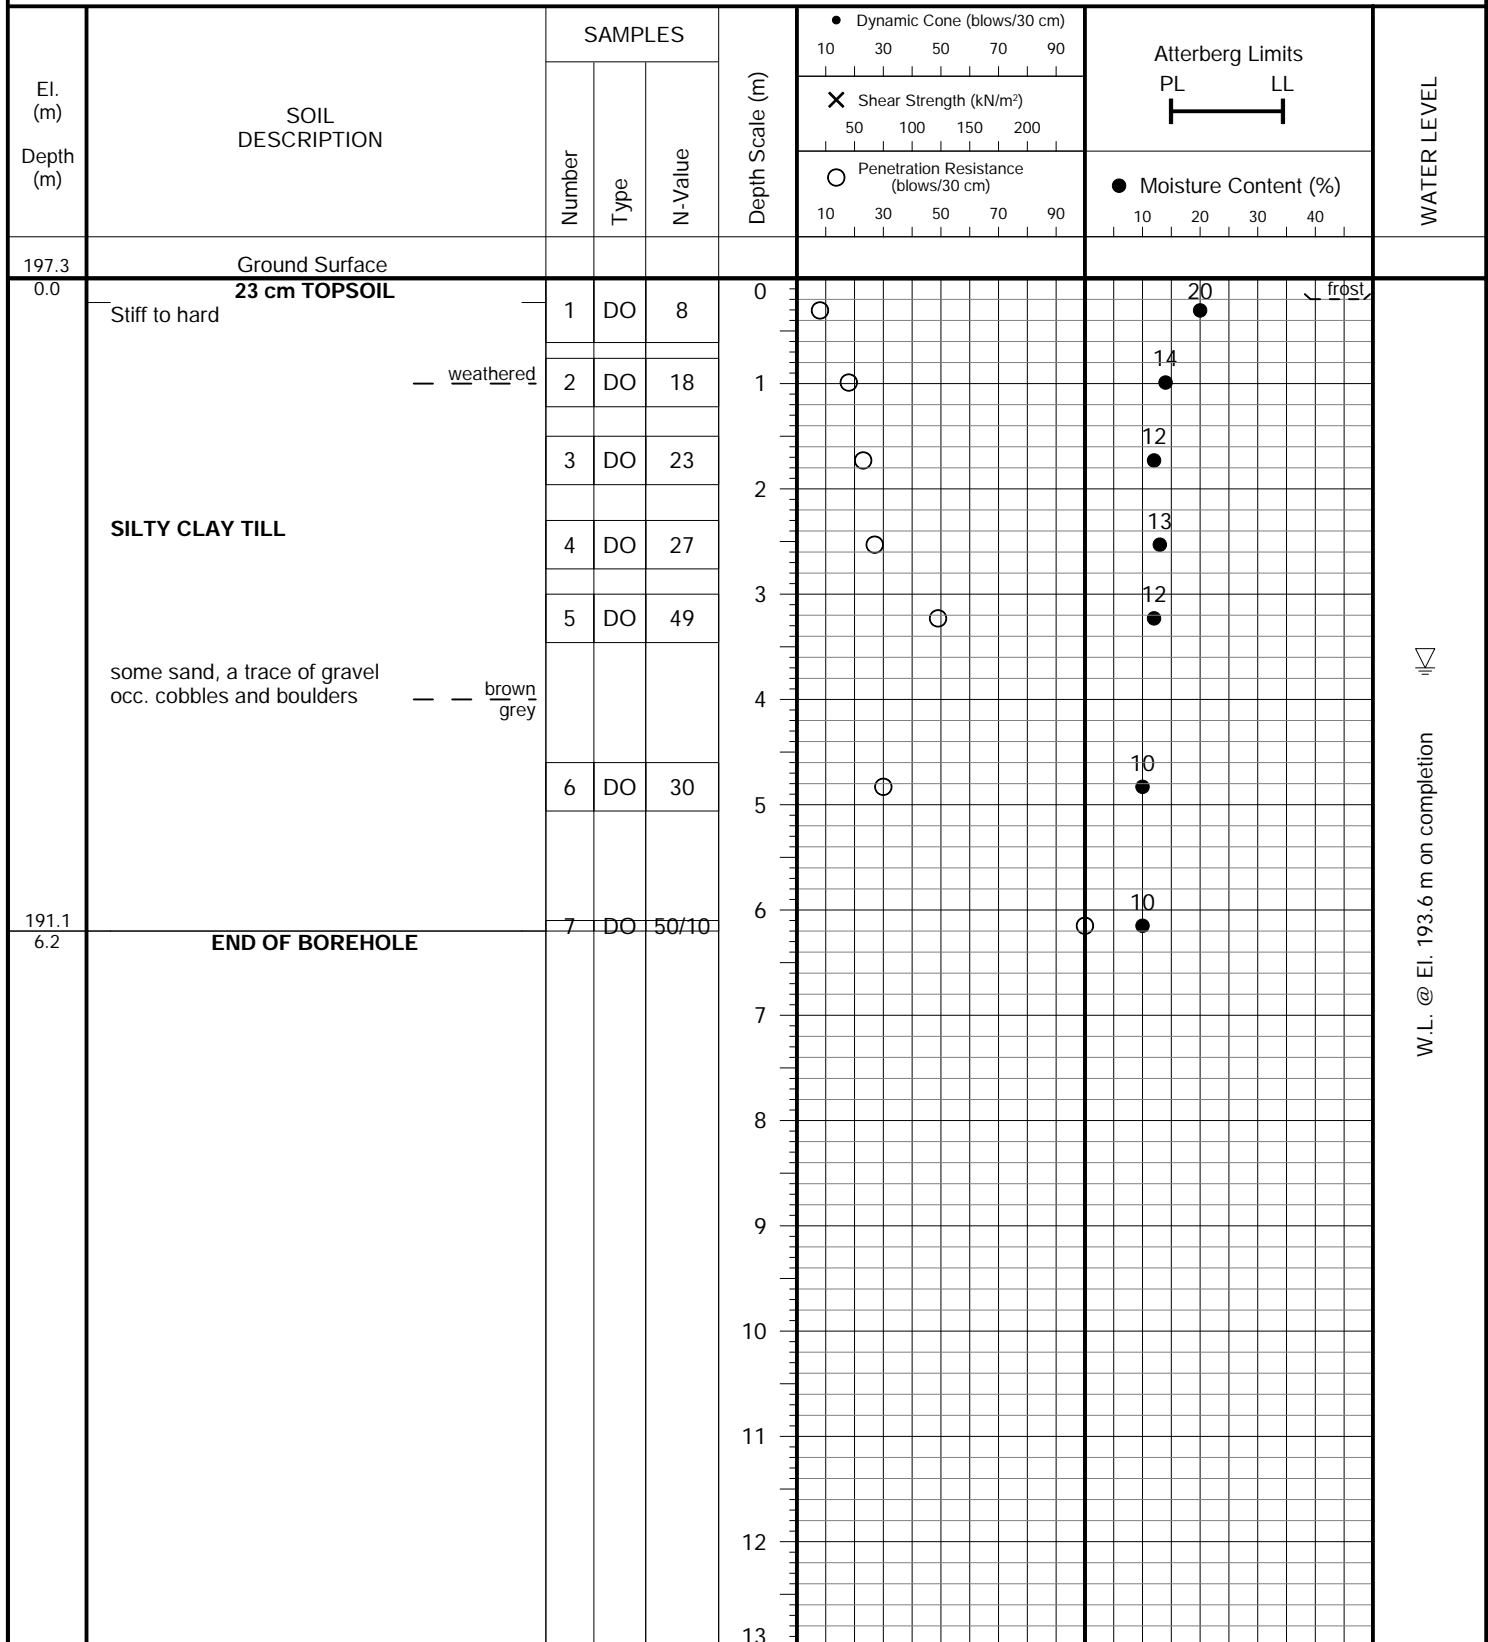 El.
(m)
Depth
(m)
SOIL
DESCRIPTION
SAMPLES
Number
Type
N-Value
Depth Scale (m)
● Dynamic Cone (blows/30 cm)
10 30 50 70 90
X Shear Strength (kN/m²)
50 100 150 200
O Penetration Resistance
(blows/30 cm)
10 30 50 70 90
Atterberg Limits
PL LL
● Moisture Content (%)
10 20 30 40
WATER LEVEL
197.3 Ground Surface
0.0 23 cm TOPSOIL
0 20 frost
Stiff to hard
1 DO 8
14
weathered
2 DO 18
1
12
3 DO 23
2
13
SILTY CLAY TILL
4 DO 27
3 12
5 DO 49
some sand, a trace of gravel
occ. cobbles and boulders
brown
grey
4
10
6 DO 30
5
6 10
191.1
7 DO 50/10
6.2 END OF BOREHOLE
W.L. @ El. 193.6 m on completion
7
8
9
10
11
12
13